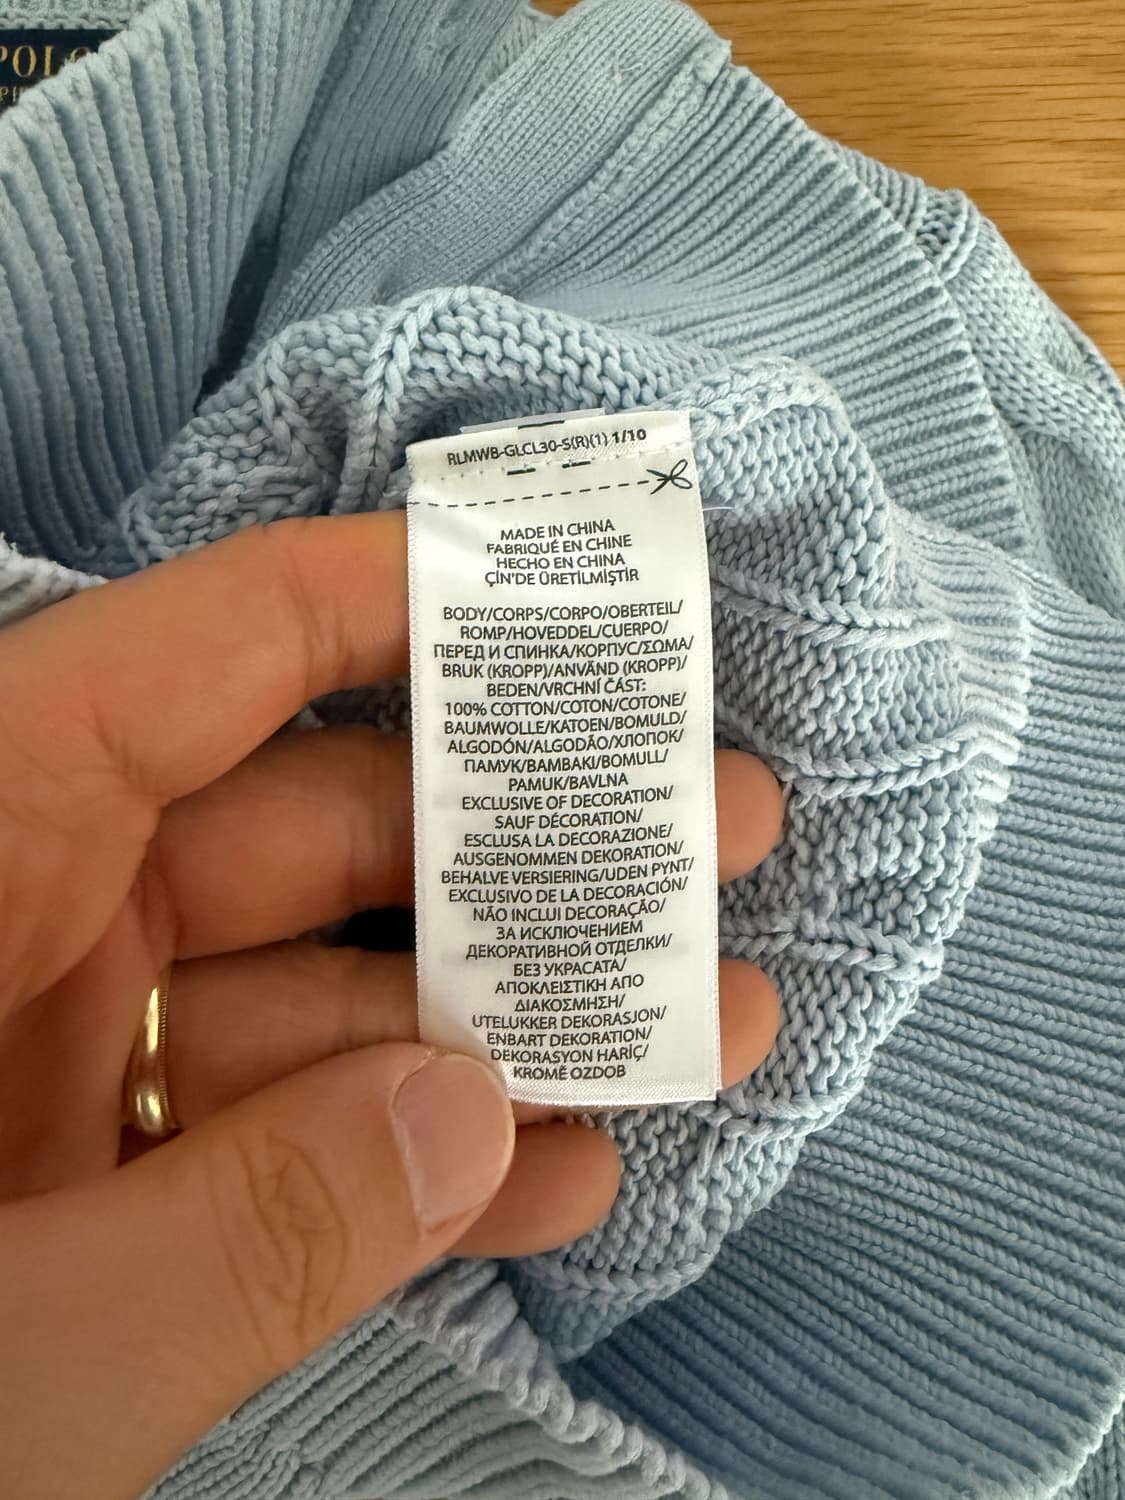 POLO
RLMWB-GLCL30-S(R)(1) 1/10
MADE IN CHINA
FABRIQUÉ EN CHINE
HECHO EN CHINA
ÇİN'DE ÜRETİLMİŞTİR
BODY/CORPS/CORPO/OBERTEIL/
ROMP/HOVEDDEL/CUERPO/
ПЕРЕД И СПИНКА/КОРПУС/ΣΩΜΑ/
BRUK (KROPP)/ANVÄND (KROPP)/
BEDEN/VRCHNÍ ČÁST:
100% COTTON/COTON/COTONE/
BAUMWOLLE/KATOEN/BOMULD/
ALGODÓN/ALGODÃO/ХЛОПОК/
ПАМУК/ΒΑΜΒΑΚΙ/BOMULL/
PAMUK/BAVLNA
EXCLUSIVE OF DECORATION/
SAUF DÉCORATION/
ESCLUSA LA DECORAZIONE/
AUSGENOMMEN DEKORATION/
BEHALVE VERSIERING/UDEN PYNT/
EXCLUSIVO DE LA DECORACIÓN/
NÃO INCLUI DECORAÇÃO/
ЗА ИСКЛЮЧЕНИЕМ
ДЕКОРАТИВНОЙ ОТДЕЛКИ/
БЕЗ УКРАСАТА/
ΑΠΟΚΛΕΙΣΤΙΚΗ ΑΠΟ
ΔΙΑΚΟΣΜΗΣΗ/
UTELUKKER DEKORASJON/
ENBART DEKORATION/
DEKORASYON HARİÇ/
KROMĚ OZDOB